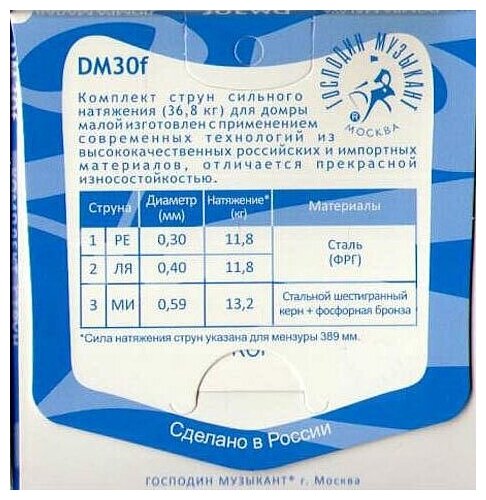 DM30f
ГОСПОДИН МУЗЫКАНТ
®
МОСКВА
Комплект струн сильного
натяжения (36,8 кг) для домры
малой изготовлен с применением
современных технологий из
высококачественных российских и импортных
материалов, отличается прекрасной
износостойкостью.
Струна Диаметр (мм) Натяжение* (кг) Материалы
1 РЕ 0,30 11,8 Сталь (ФРГ)
2 ЛЯ 0,40 11,8
3 МИ 0,59 13,2 Стальной шестигранный керн + фосфорная бронза
*Сила натяжения струн указана для мензуры 389 мм.
Сделано в России
ГОСПОДИН МУЗЫКАНТ® г. Москва